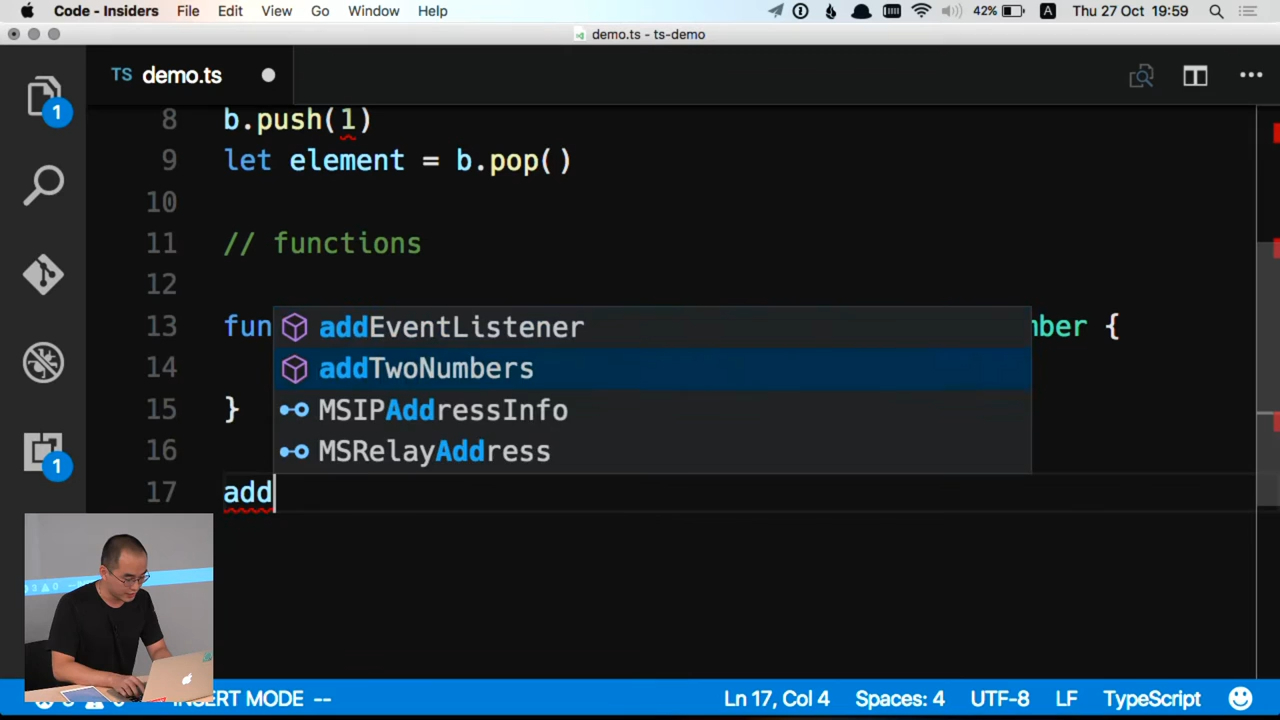 Code - Insiders File Edit View Go Window Help 42% A Thu 27 Oct 19:59
demo.ts - ts-demo
TS demo.ts
8 b.push(1)
9 let element = b.pop()
10
11 // functions
12
13 fun mber {
addEventListener
14
addTwoNumbers
15 }
MSIPAddressInfo
16
MSRelayAddress
17 add
1
1
NSERT MODE -- Ln 17, Col 4 Spaces: 4 UTF-8 LF TypeScript